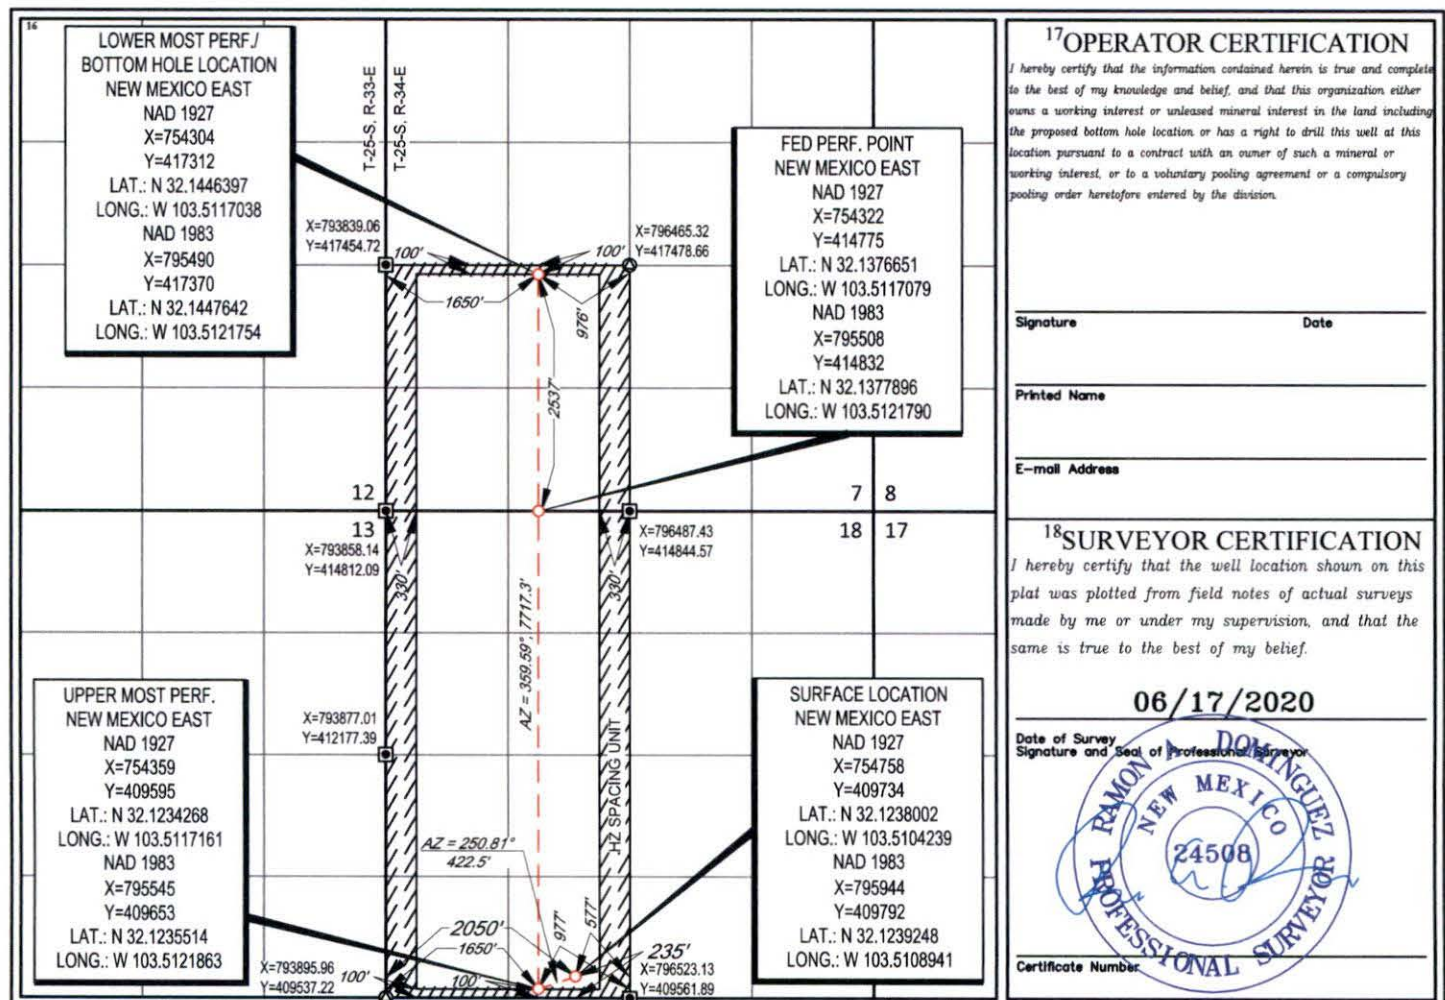 16
LOWER MOST PERF./
BOTTOM HOLE LOCATION
NEW MEXICO EAST
NAD 1927
X=754304
Y=417312
LAT.: N 32.1446397
LONG.: W 103.5117038
NAD 1983
X=795490
Y=417370
LAT.: N 32.1447642
LONG.: W 103.5121754
T-25-S, R-33-E
T-25-S, R-34-E
FED PERF. POINT
NEW MEXICO EAST
NAD 1927
X=754322
Y=414775
LAT.: N 32.1376651
LONG.: W 103.5117079
NAD 1983
X=795508
Y=414832
LAT.: N 32.1377896
LONG.: W 103.5121790
X=793839.06
Y=417454.72
X=796465.32
Y=417478.66
100'
100'
1650'
976'
2537'
12
13
7
8
18
17
X=793858.14
Y=414812.09
X=796487.43
Y=414844.57
330'
330'
AZ = 359.59°, 7717.3'
HZ SPACING UNIT
X=793877.01
Y=412177.39
UPPER MOST PERF.
NEW MEXICO EAST
NAD 1927
X=754359
Y=409595
LAT.: N 32.1234268
LONG.: W 103.5117161
NAD 1983
X=795545
Y=409653
LAT.: N 32.1235514
LONG.: W 103.5121863
SURFACE LOCATION
NEW MEXICO EAST
NAD 1927
X=754758
Y=409734
LAT.: N 32.1238002
LONG.: W 103.5104239
NAD 1983
X=795944
Y=409792
LAT.: N 32.1239248
LONG.: W 103.5108941
AZ = 250.81°
422.5'
977'
577'
2050'
1650'
235'
100'
100'
X=793895.96
Y=409537.22
X=796523.13
Y=409561.89
17OPERATOR CERTIFICATION
I hereby certify that the information contained herein is true and complete
to the best of my knowledge and belief, and that this organization either
owns a working interest or unleased mineral interest in the land including
the proposed bottom hole location or has a right to drill this well at this
location pursuant to a contract with an owner of such a mineral or
working interest, or to a voluntary pooling agreement or a compulsory
pooling order heretofore entered by the division.
Signature Date
Printed Name
E-mail Address
18SURVEYOR CERTIFICATION
I hereby certify that the well location shown on this
plat was plotted from field notes of actual surveys
made by me or under my supervision, and that the
same is true to the best of my belief.
06/17/2020
Date of Survey
Signature and Seal of Professional Surveyor
RAMON A. DOMINGUEZ
NEW MEXICO
24508
PROFESSIONAL SURVEYOR
Certificate Number